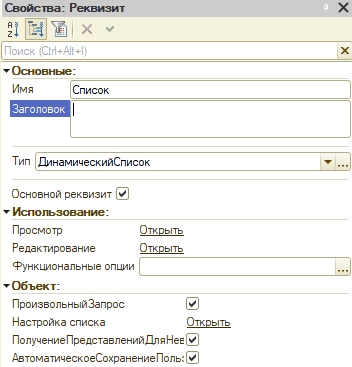 Свойства: Реквизит
Поиск (Ctrl+Alt+I)
Основные:
Имя Список
Заголовок
Тип ДинамическийСписок
Основной реквизит
Использование:
Просмотр Открыть
Редактирование Открыть
Функциональные опции
Объект:
ПроизвольныйЗапрос
Настройка списка Открыть
ПолучениеПредставленийДляНев
АвтоматическоеСохранениеПольз